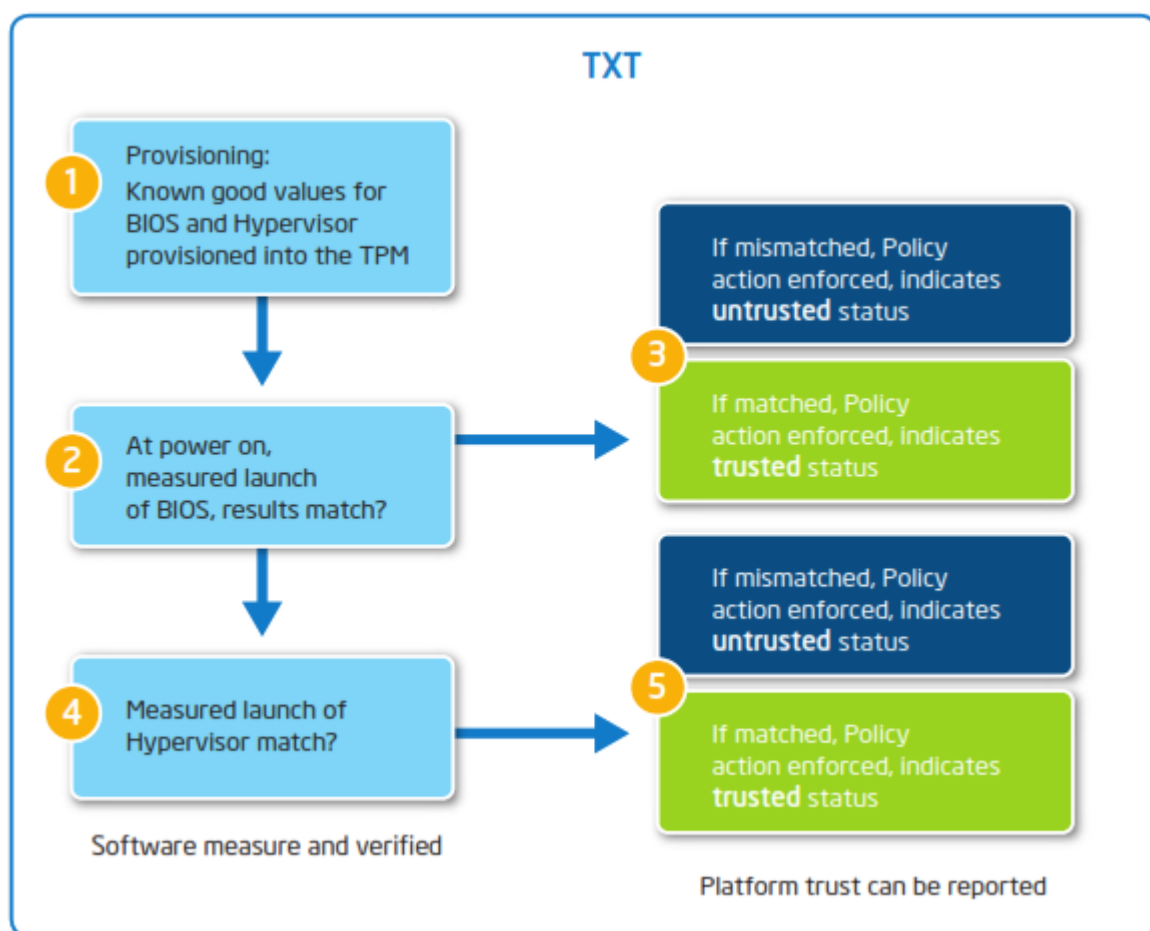 TXT
1
Provisioning:
Known good values for
BIOS and Hypervisor
provisioned into the TPM
2
At power on,
measured launch
of BIOS, results match?
3
If mismatched, Policy
action enforced, indicates
untrusted status
If matched, Policy
action enforced, indicates
trusted status
4
Measured launch of
Hypervisor match?
5
If mismatched, Policy
action enforced, indicates
untrusted status
If matched, Policy
action enforced, indicates
trusted status
Software measure and verified
Platform trust can be reported